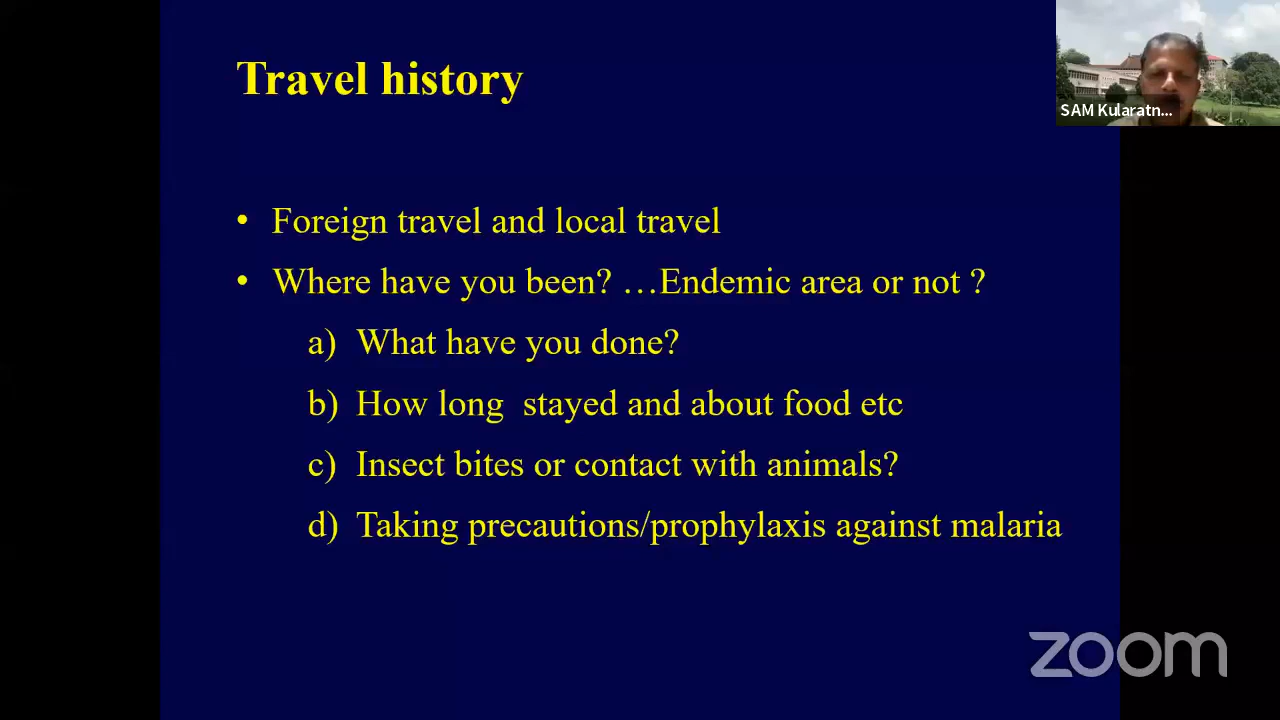 Travel history
SAM Kularatn...
• Foreign travel and local travel
• Where have you been? …Endemic area or not ?
a) What have you done?
b) How long  stayed and about food etc
c) Insect bites or contact with animals?
d) Taking precautions/prophylaxis against malaria
zoom